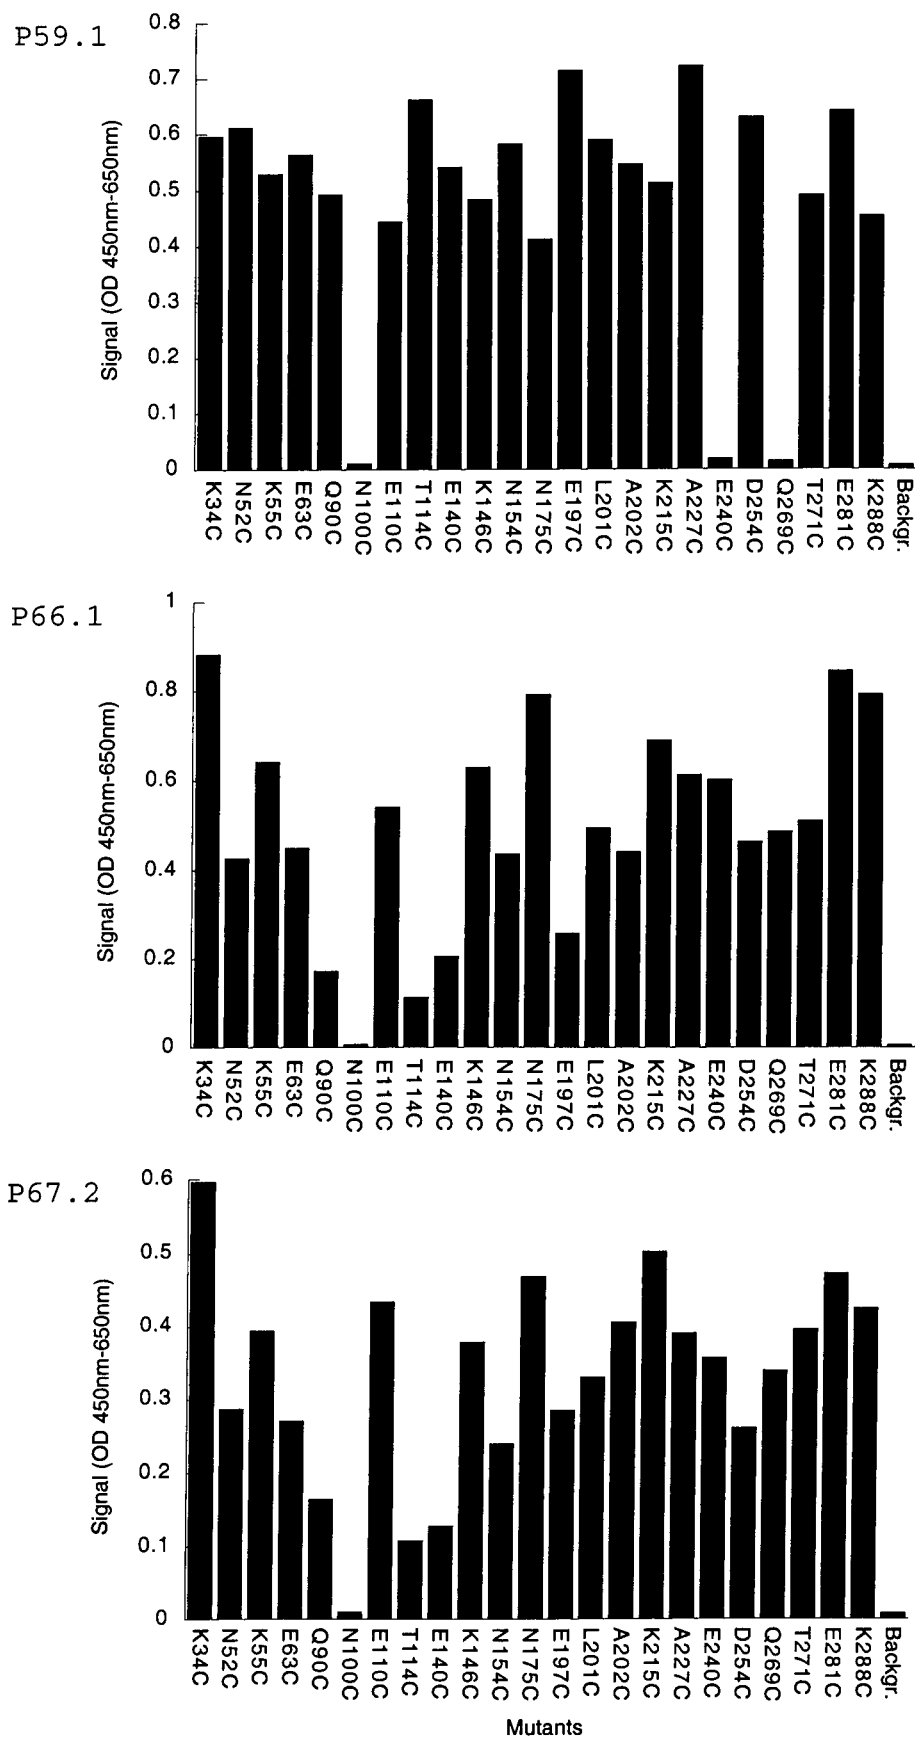 P59.1
Signal (OD 450nm-650nm)
0.8
0.7
0.6
0.5
0.4
0.3
0.2
0.1
0
K34C
N52C
K55C
E63C
Q90C
N100C
E110C
T114C
E140C
K146C
N154C
N175C
E197C
L201C
A202C
K215C
A227C
E240C
D254C
Q269C
T271C
E281C
K288C
Backgr.
P66.1
Signal (OD 450nm-650nm)
1
0.8
0.6
0.4
0.2
0
K34C
N52C
K55C
E63C
Q90C
N100C
E110C
T114C
E140C
K146C
N154C
N175C
E197C
L201C
A202C
K215C
A227C
E240C
D254C
Q269C
T271C
E281C
K288C
Backgr.
P67.2
Signal (OD 450nm-650nm)
0.6
0.5
0.4
0.3
0.2
0.1
0
K34C
N52C
K55C
E63C
Q90C
N100C
E110C
T114C
E140C
K146C
N154C
N175C
E197C
L201C
A202C
K215C
A227C
E240C
D254C
Q269C
T271C
E281C
K288C
Backgr.
Mutants